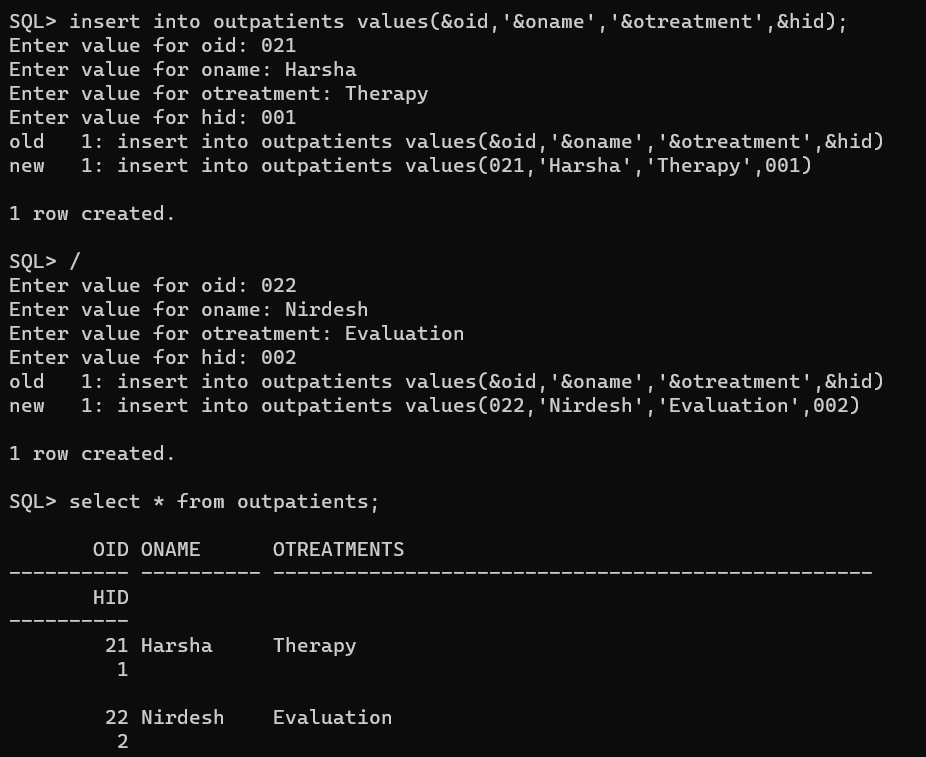 SQL> insert into outpatients values(&oid,'&oname','&otreatment',&hid);
Enter value for oid: 021
Enter value for oname: Harsha
Enter value for otreatment: Therapy
Enter value for hid: 001
old   1: insert into outpatients values(&oid,'&oname','&otreatment',&hid)
new   1: insert into outpatients values(021,'Harsha','Therapy',001)

1 row created.

SQL> /
Enter value for oid: 022
Enter value for oname: Nirdesh
Enter value for otreatment: Evaluation
Enter value for hid: 002
old   1: insert into outpatients values(&oid,'&oname','&otreatment',&hid)
new   1: insert into outpatients values(022,'Nirdesh','Evaluation',002)

1 row created.

SQL> select * from outpatients;

       OID ONAME      OTREATMENTS
---------- ---------- --------------------------------------------------
       HID
----------
        21 Harsha     Therapy
         1

        22 Nirdesh    Evaluation
         2